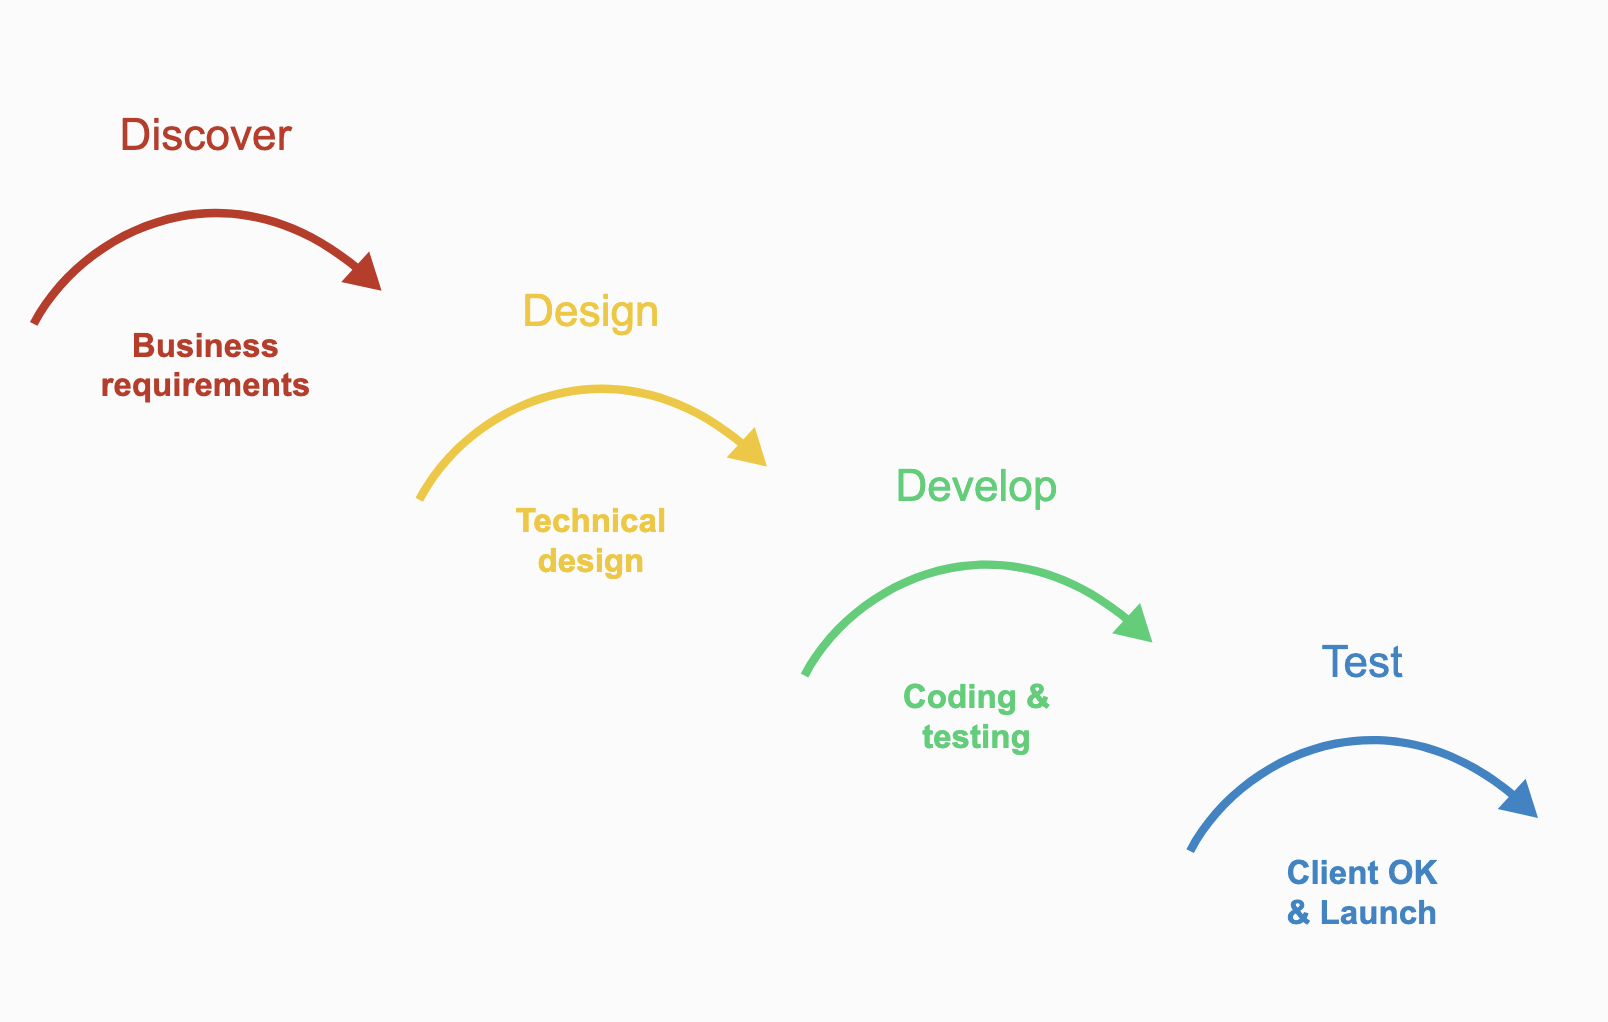 Discover
Business
requirements
Design
Technical
design
Develop
Coding &
testing
Test
Client OK
& Launch